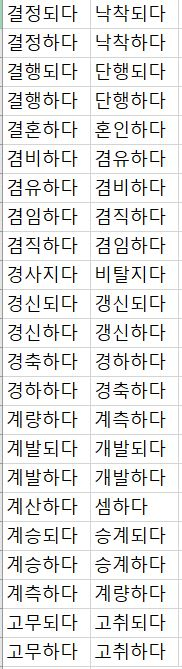 결정되다 낙착되다
결정하다 낙착하다
결행되다 단행되다
결행하다 단행하다
결혼하다 혼인하다
겸비하다 겸유하다
겸유하다 겸비하다
겸임하다 겸직하다
겸직하다 겸임하다
경사지다 비탈지다
경신되다 갱신되다
경신하다 갱신하다
경축하다 경하하다
경하하다 경축하다
계량하다 계측하다
계발되다 개발되다
계발하다 개발하다
계산하다 셈하다
계승되다 승계되다
계승하다 승계하다
계측하다 계량하다
고무되다 고취되다
고무하다 고취하다